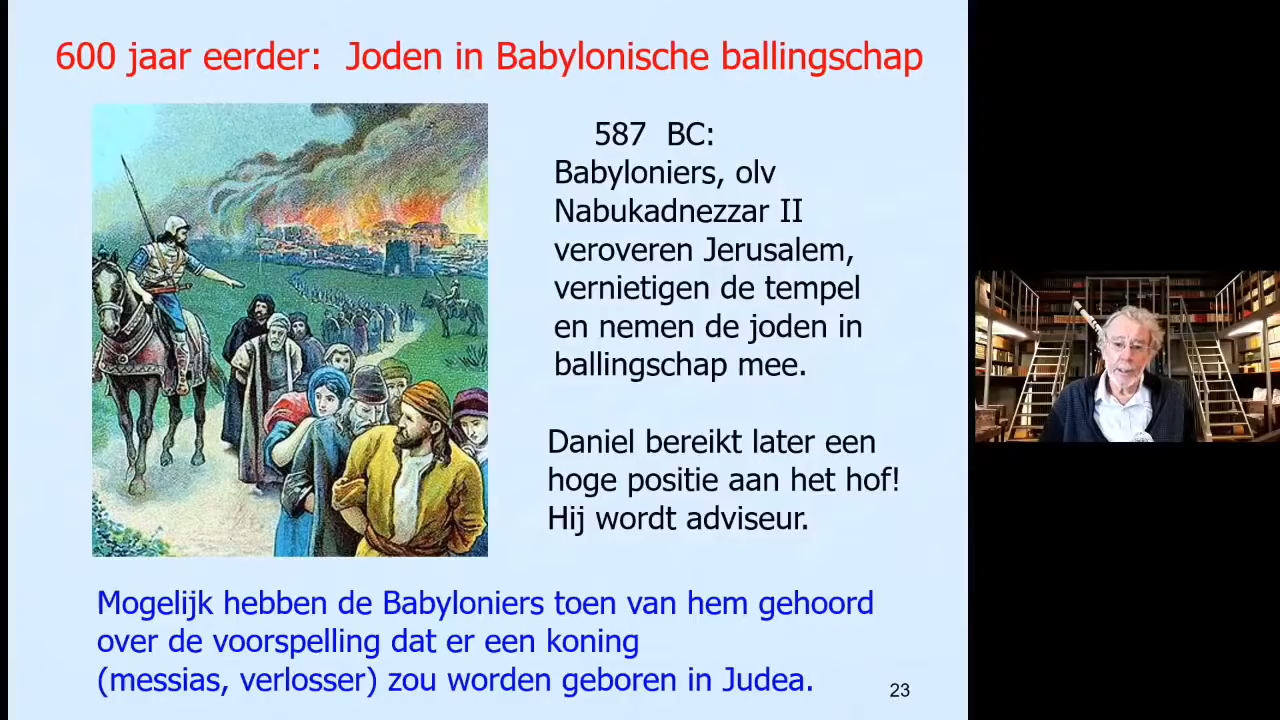 600 jaar eerder: Joden in Babylonische ballingschap
587 BC:
Babyloniers, olv
Nabukadnezzar II
veroveren Jerusalem,
vernietigen de tempel
en nemen de joden in
ballingschap mee.
Daniel bereikt later een
hoge positie aan het hof!
Hij wordt adviseur.
Mogelijk hebben de Babyloniers toen van hem gehoord
over de voorspelling dat er een koning
(messias, verlosser) zou worden geboren in Judea.
23